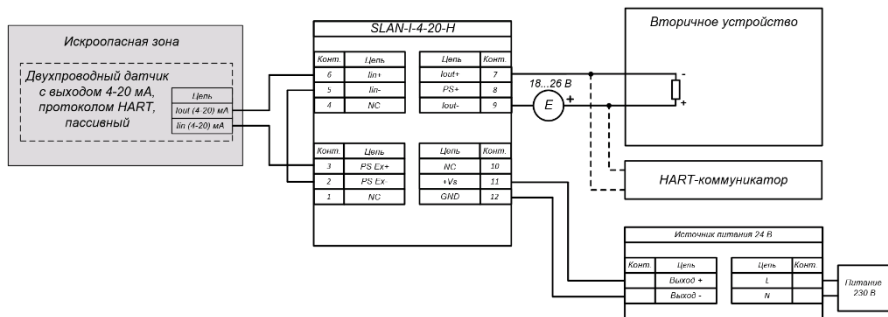 SLAN-I-4-20-H
Искроопасная зона
Двухпроводный датчик
с выходом 4-20 мА,
протоколом HART,
пассивный
Цепь
Iout (4-20) мА
Iin (4-20) мА
Конт. Цепь Цепь Конт.
6 Iin+ Iout+ 7
5 Iin- PS+ 8
4 NC Iout- 9
Конт. Цепь Цепь Конт.
3 PS Ex+ NC 10
2 PS Ex- +Vs 11
1 NC GND 12
18...26 В
E +
Вторичное устройство
-
+
HART-коммуникатор
Источник питания 24 В
Конт. Цепь Цепь Конт.
Выход + L
Выход - N
Питание
230 В